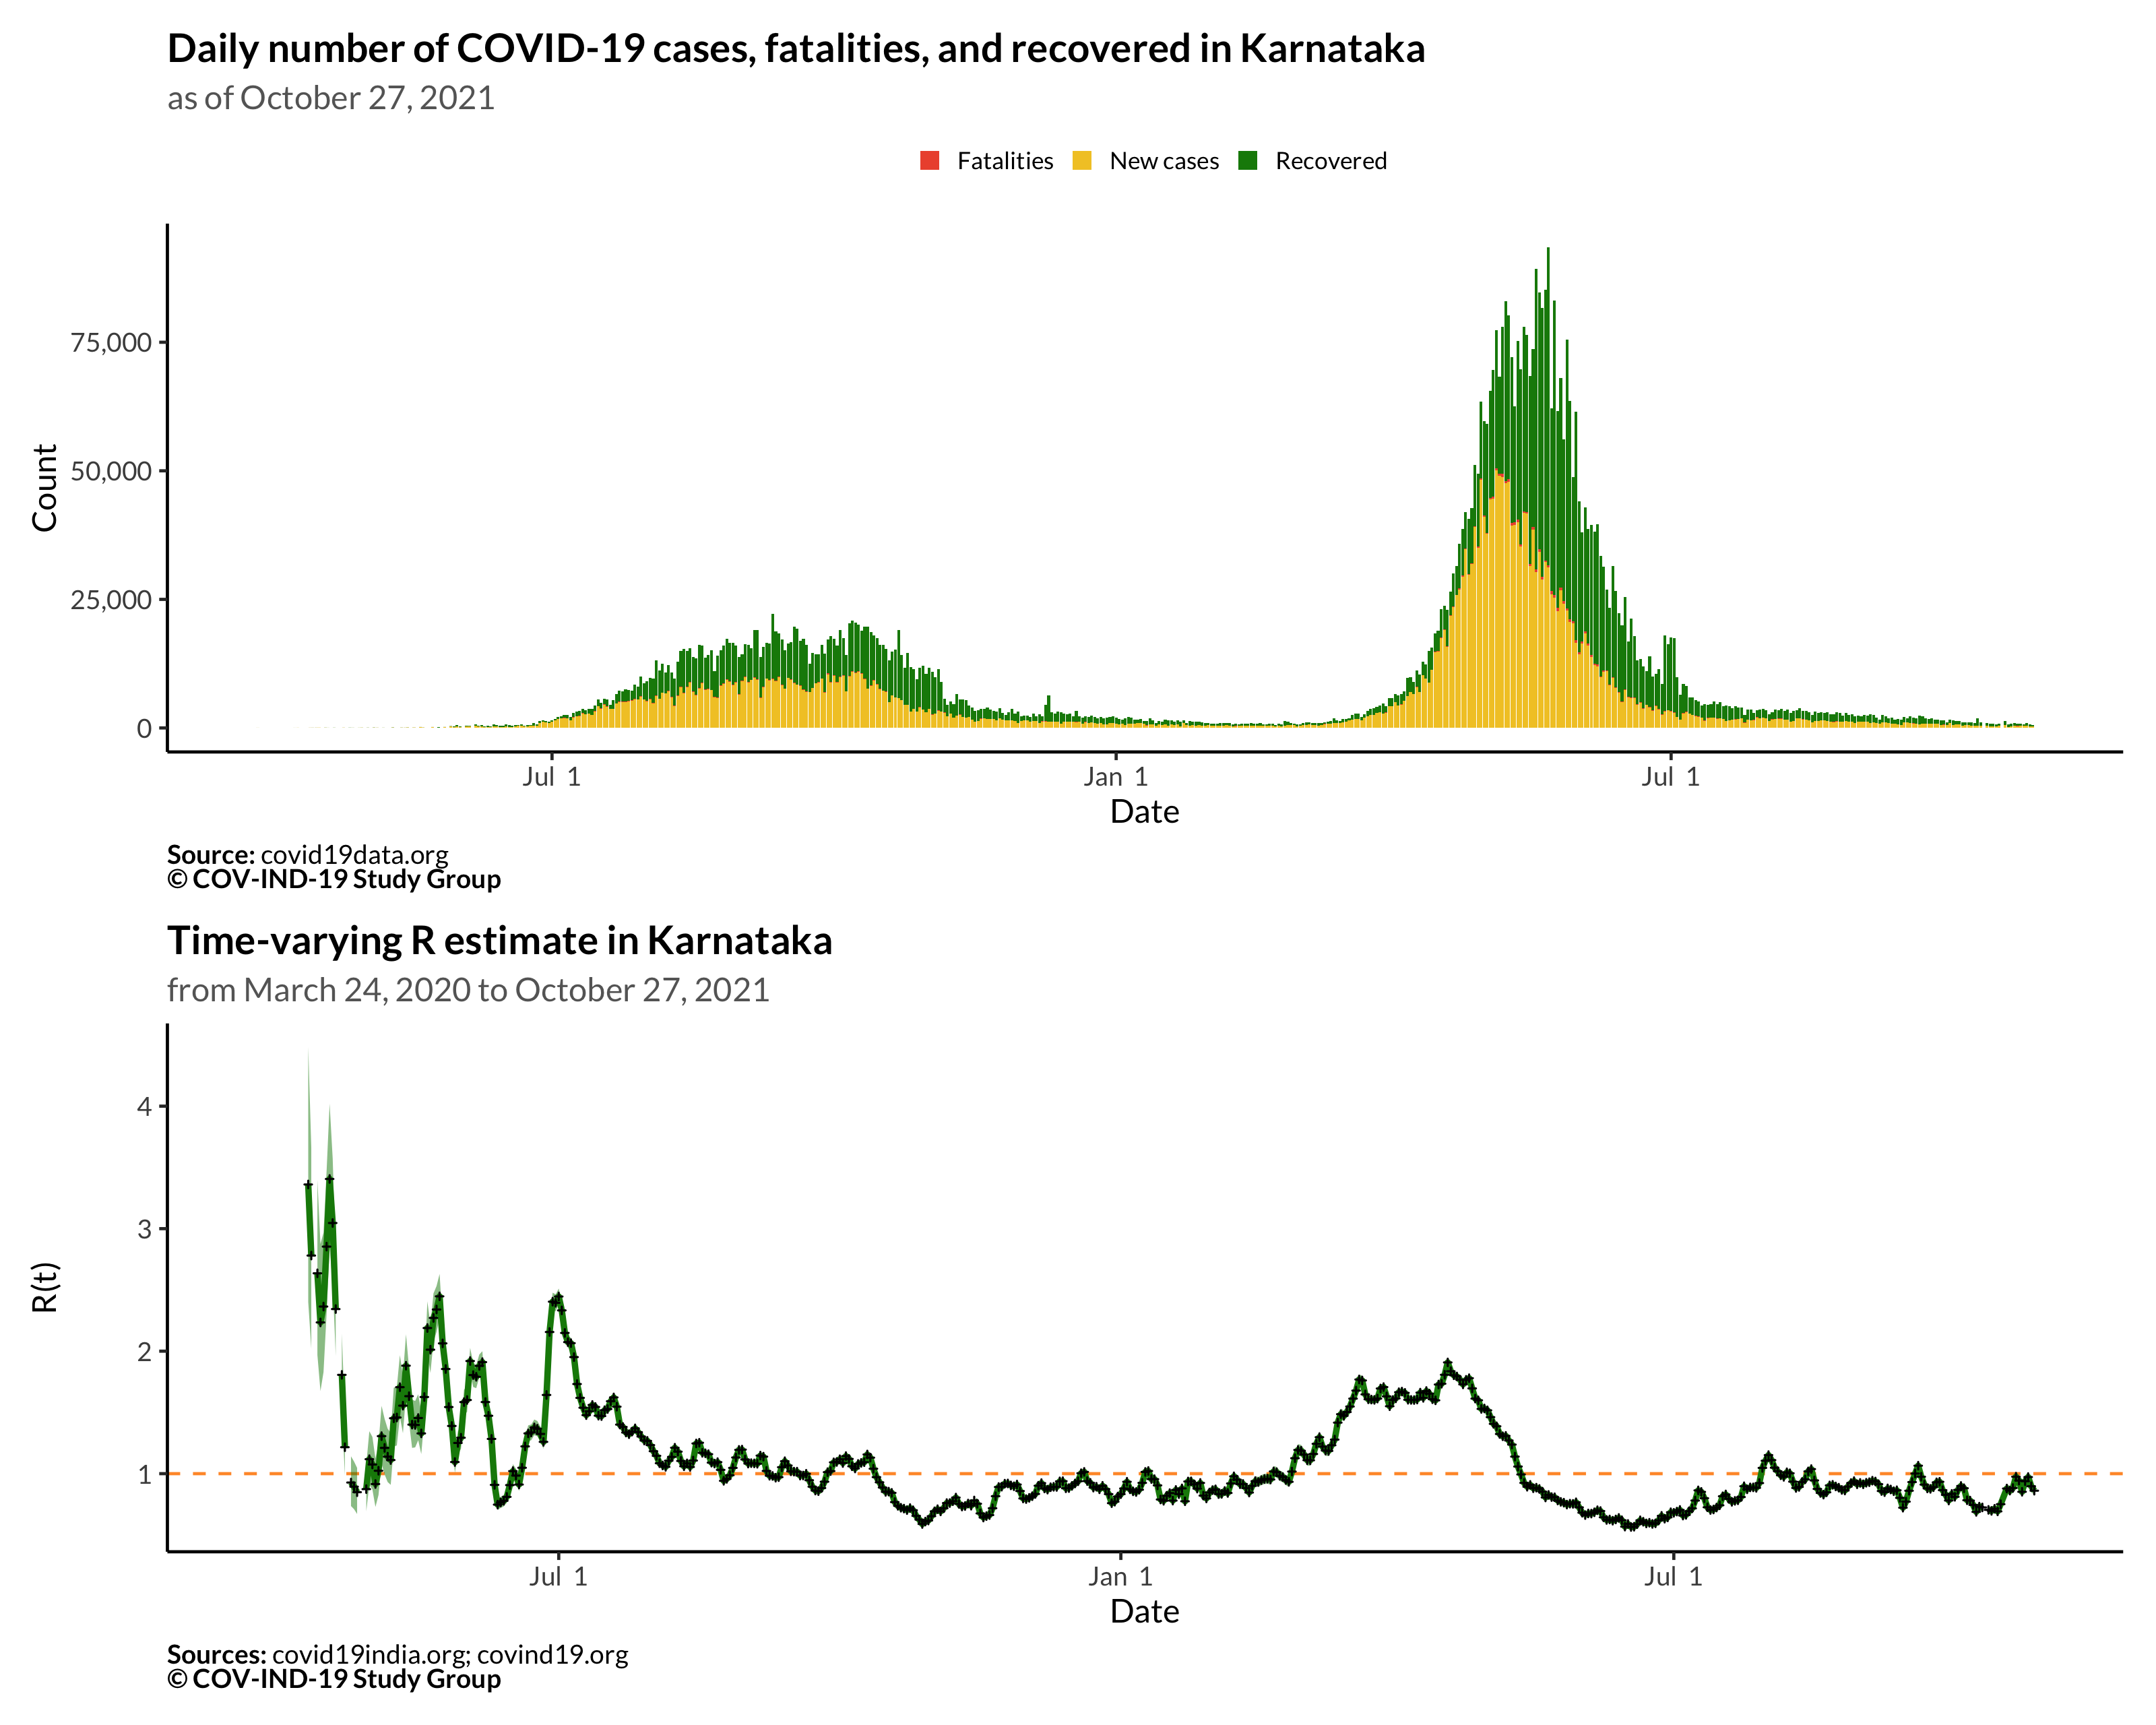 Daily number of COVID-19 cases, fatalities, and recovered in Karnataka
as of October 27, 2021
Fatalities New cases Recovered
75,000
50,000
25,000
0
Count
Jul 1 Jan 1 Jul 1
Date
Source: covid19data.org
© COV-IND-19 Study Group
Time-varying R estimate in Karnataka
from March 24, 2020 to October 27, 2021
4
3
2
1
R(t)
Jul 1 Jan 1 Jul 1
Date
Sources: covid19india.org; covind19.org
© COV-IND-19 Study Group